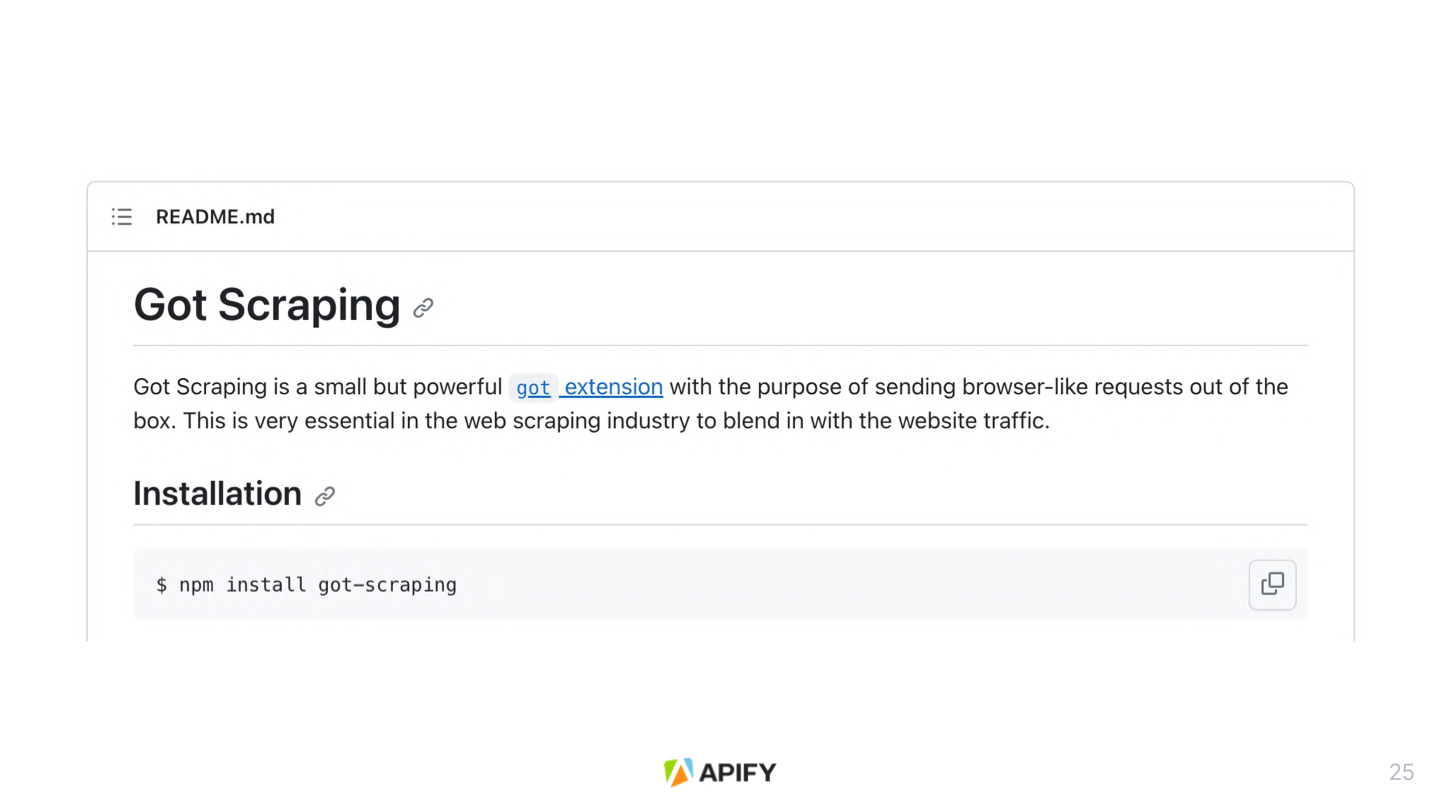 README.md
Got Scraping
Got Scraping is a small but powerful got extension with the purpose of sending browser-like requests out of the
box. This is very essential in the web scraping industry to blend in with the website traffic.
Installation
$ npm install got-scraping
APIFY
25